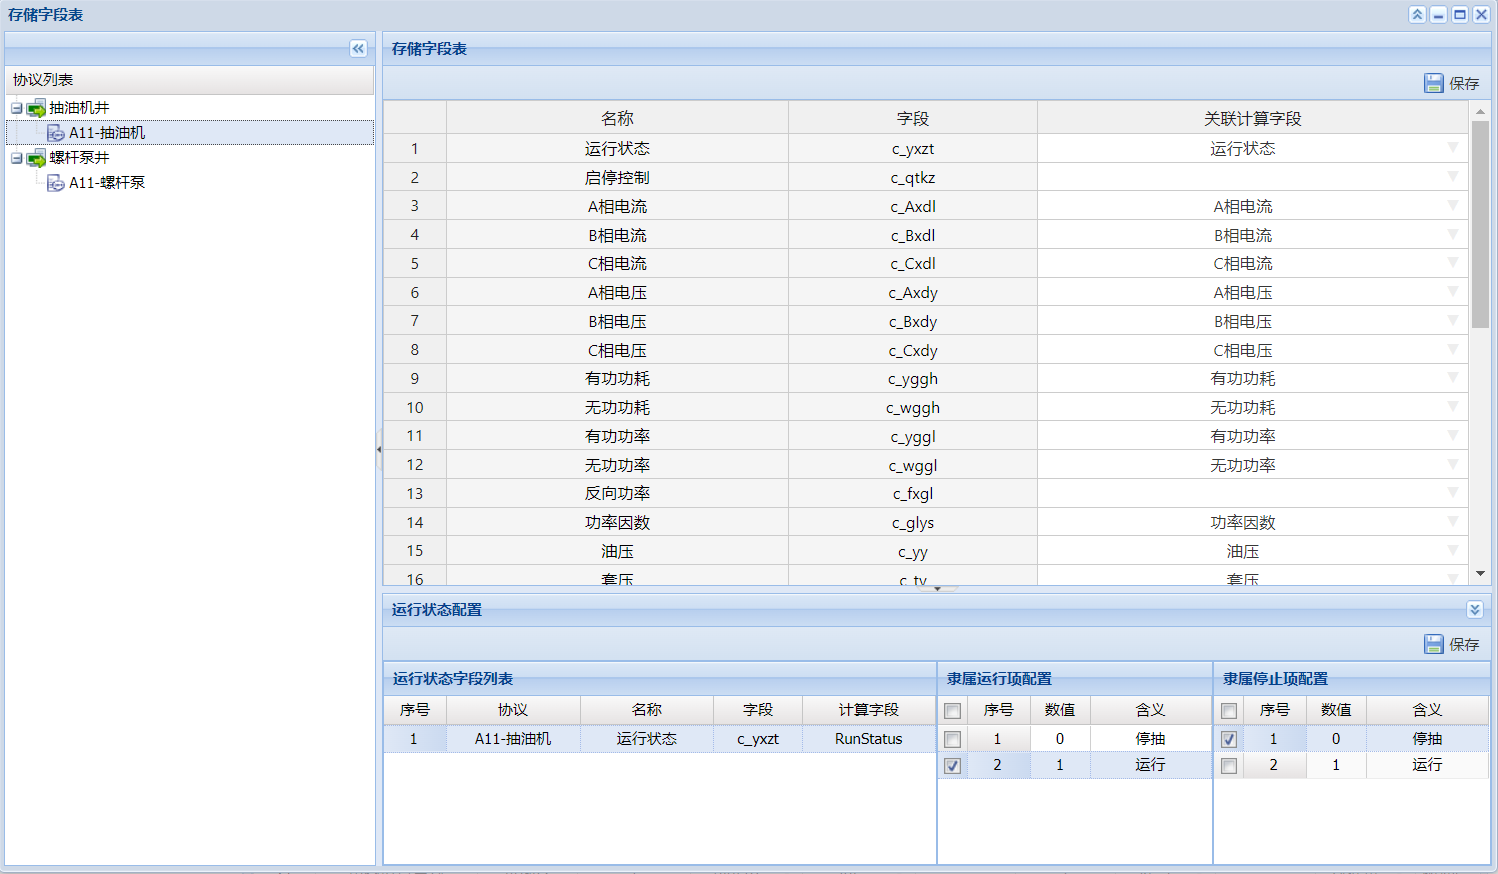 存储字段表
协议列表
抽油机井
A11-抽油机
螺杆泵井
A11-螺杆泵
存储字段表
保存
名称 字段 关联计算字段
1 运行状态 c_yxzt 运行状态
2 启停控制 c_qtkz
3 A相电流 c_Axdl A相电流
4 B相电流 c_Bxdl B相电流
5 C相电流 c_Cxdl C相电流
6 A相电压 c_Axdy A相电压
7 B相电压 c_Bxdy B相电压
8 C相电压 c_Cxdy C相电压
9 有功功耗 c_yggh 有功功耗
10 无功功耗 c_wggh 无功功耗
11 有功功率 c_yggl 有功功率
12 无功功率 c_wggl 无功功率
13 反向功率 c_fxgl
14 功率因数 c_glys 功率因数
15 油压 c_yy 油压
16 套压 c_ty 套压
运行状态配置
保存
运行状态字段列表
序号 协议 名称 字段 计算字段
1 A11-抽油机 运行状态 c_yxzt RunStatus
隶属运行项配置
序号 数值 含义
1 0 停抽
2 1 运行
隶属停止项配置
序号 数值 含义
1 0 停抽
2 1 运行